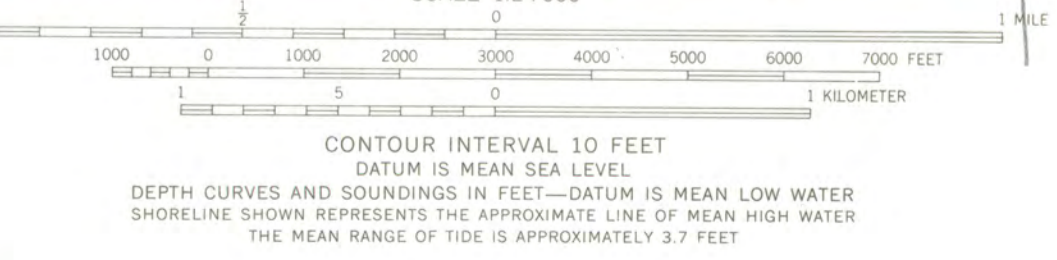 ½ 0 1 MILE
1000 0 1000 2000 3000 4000 5000 6000 7000 FEET
1 5 0 1 KILOMETER
CONTOUR INTERVAL 10 FEET
DATUM IS MEAN SEA LEVEL
DEPTH CURVES AND SOUNDINGS IN FEET—DATUM IS MEAN LOW WATER
SHORELINE SHOWN REPRESENTS THE APPROXIMATE LINE OF MEAN HIGH WATER
THE MEAN RANGE OF TIDE IS APPROXIMATELY 3.7 FEET